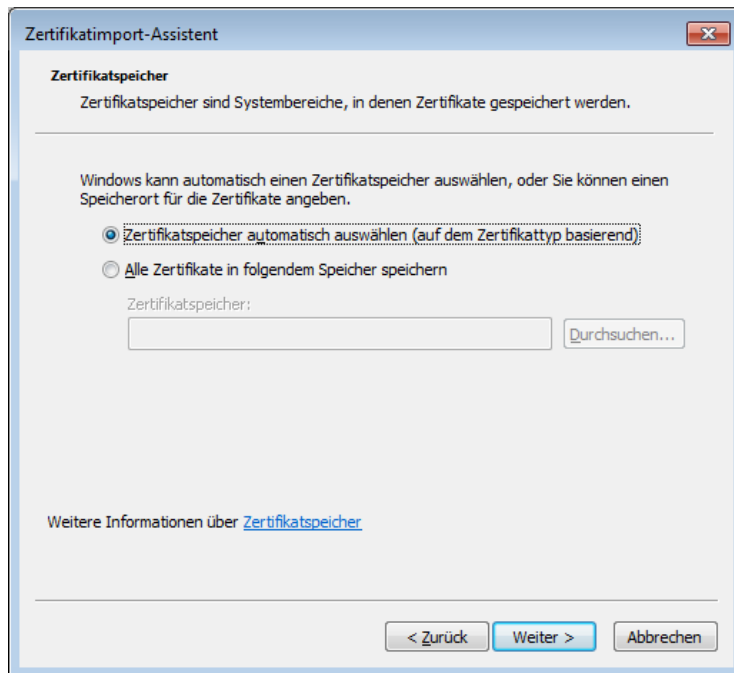 Zertifikatimport-Assistent
Zertifikatspeicher
Zertifikatspeicher sind Systembereiche, in denen Zertifikate gespeichert werden.
Windows kann automatisch einen Zertifikatspeicher auswählen, oder Sie können einen
Speicherort für die Zertifikate angeben.
Zertifikatspeicher automatisch auswählen (auf dem Zertifikattyp basierend)
Alle Zertifikate in folgendem Speicher speichern
Zertifikatspeicher:
Durchsuchen...
Weitere Informationen über Zertifikatspeicher
< Zurück Weiter > Abbrechen